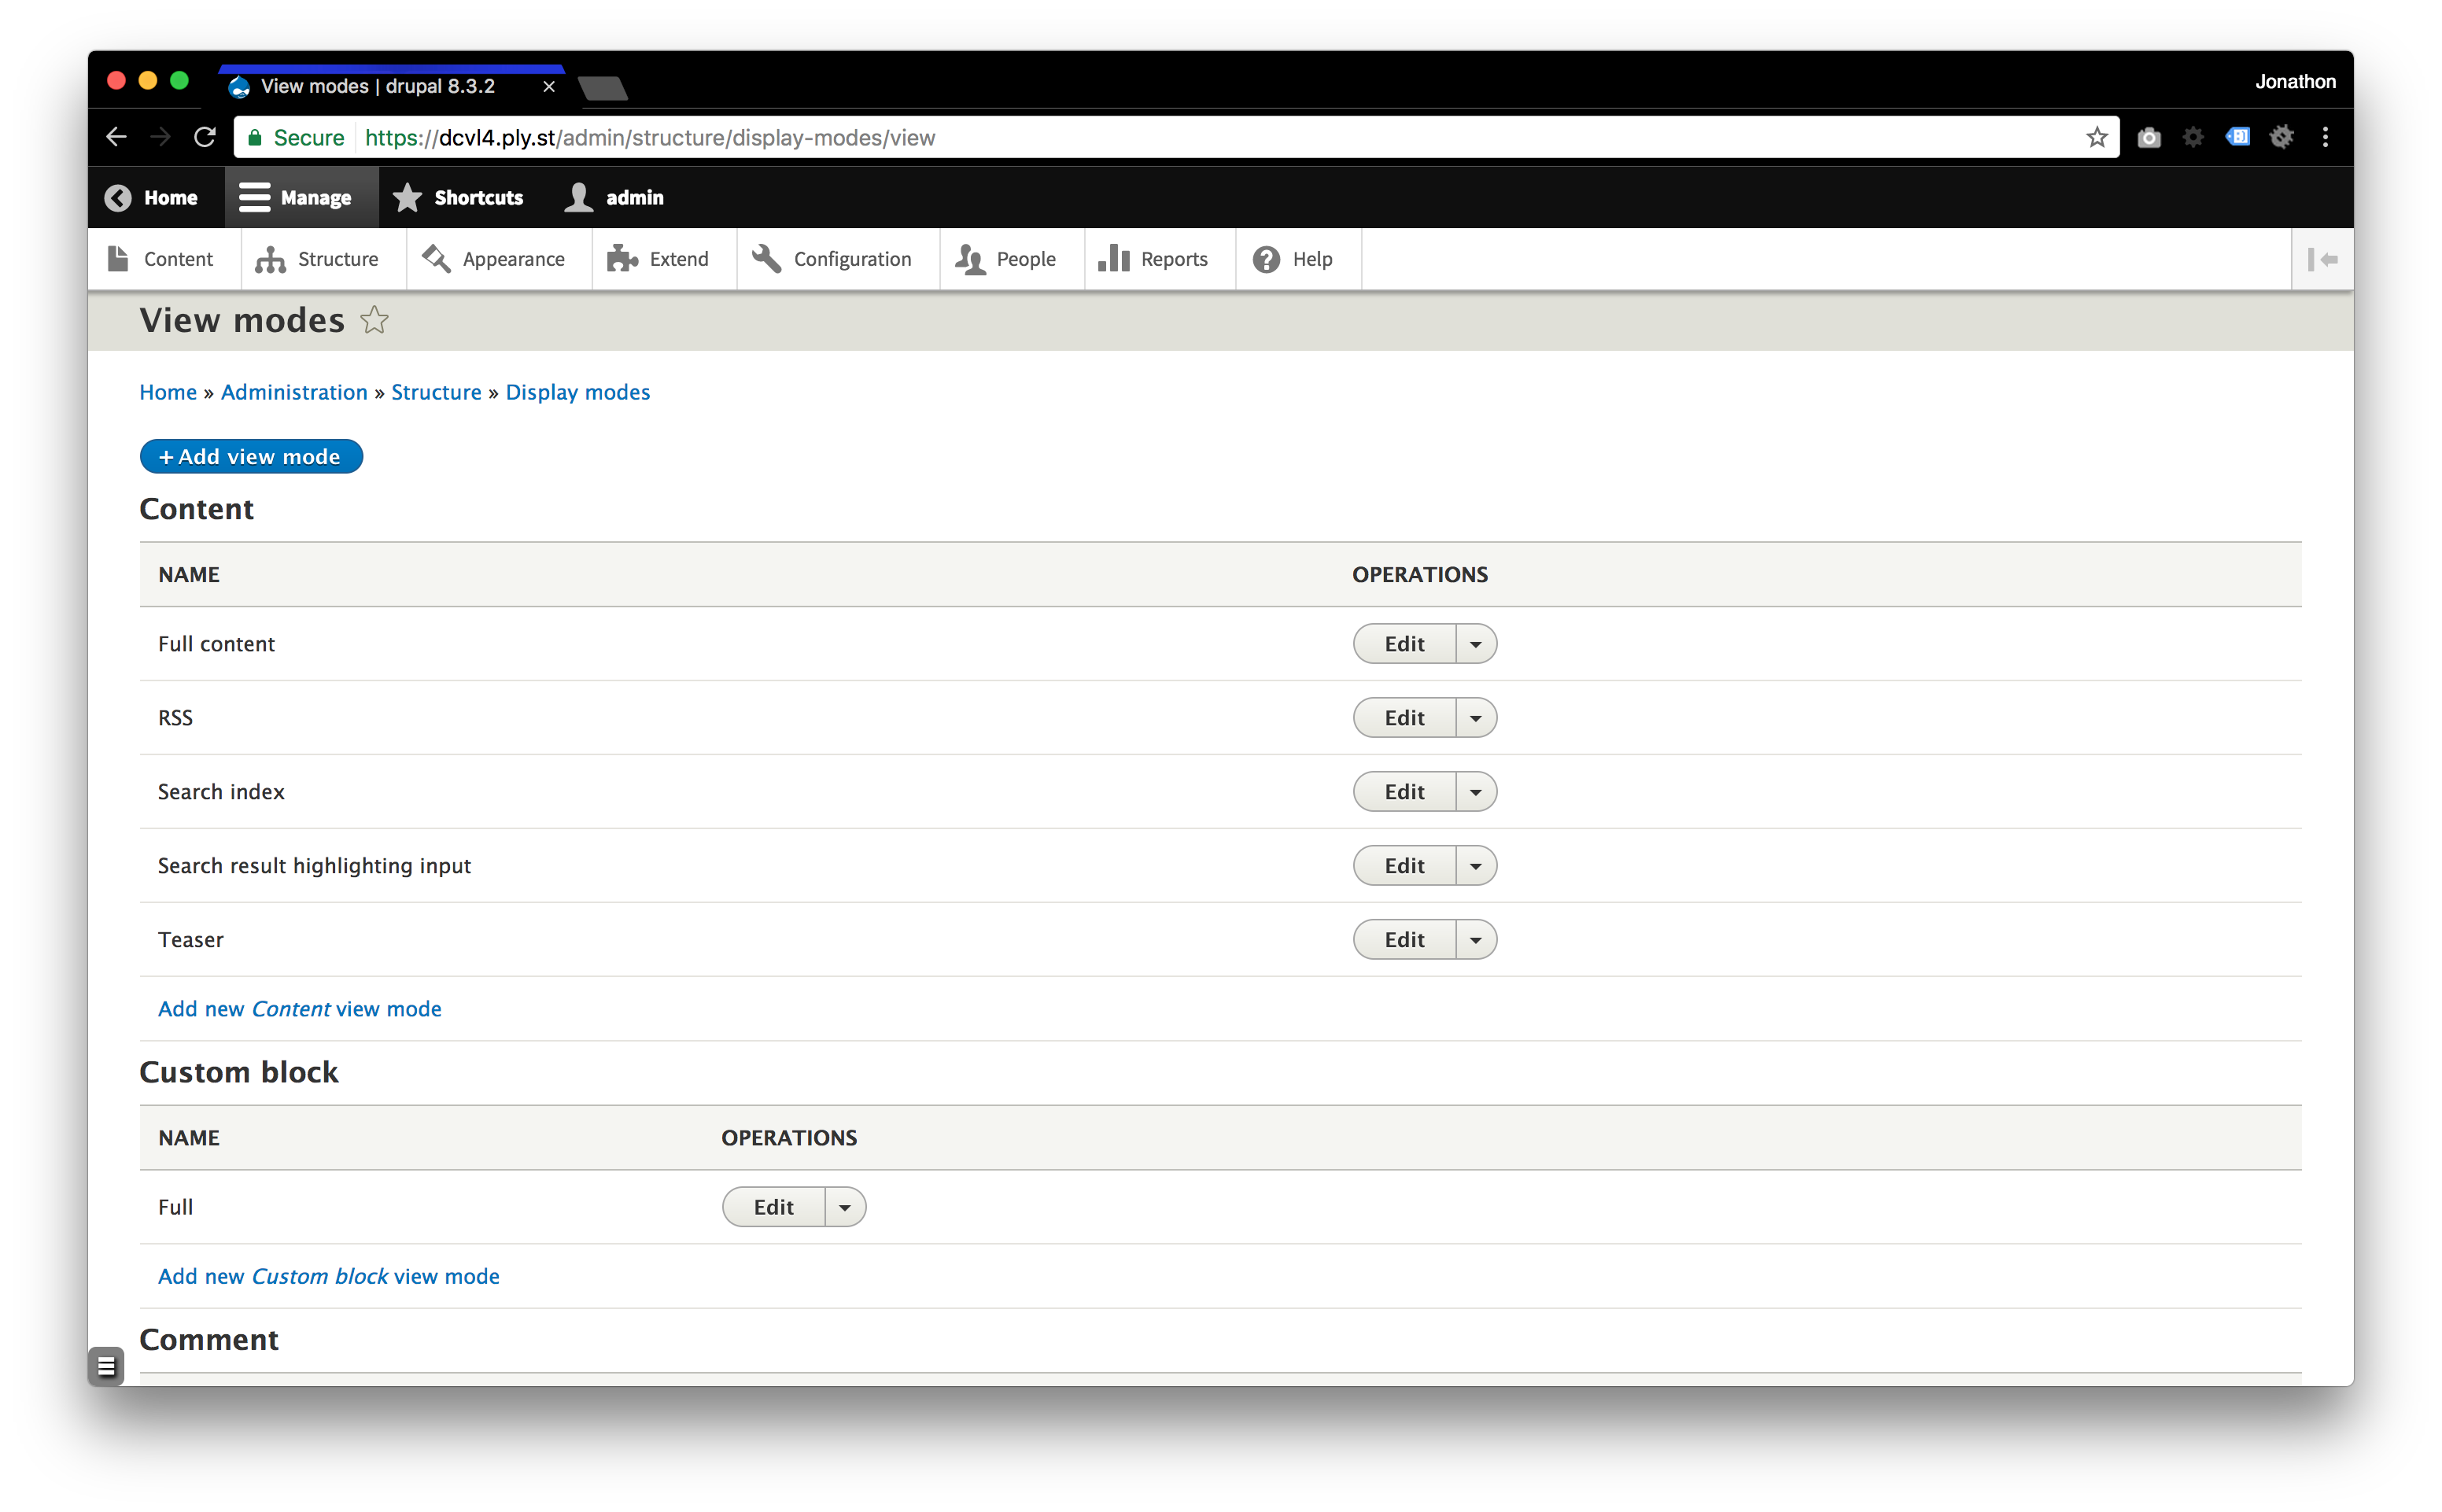 View modes | drupal 8.3.2
Jonathon
Secure https://dcvl4.ply.st/admin/structure/display-modes/view
Home Manage Shortcuts admin
Content Structure Appearance Extend Configuration People Reports Help
View modes
Home » Administration » Structure » Display modes
+ Add view mode
Content
NAME OPERATIONS
Full content Edit
RSS Edit
Search index Edit
Search result highlighting input Edit
Teaser Edit
Add new Content view mode
Custom block
NAME OPERATIONS
Full Edit
Add new Custom block view mode
Comment